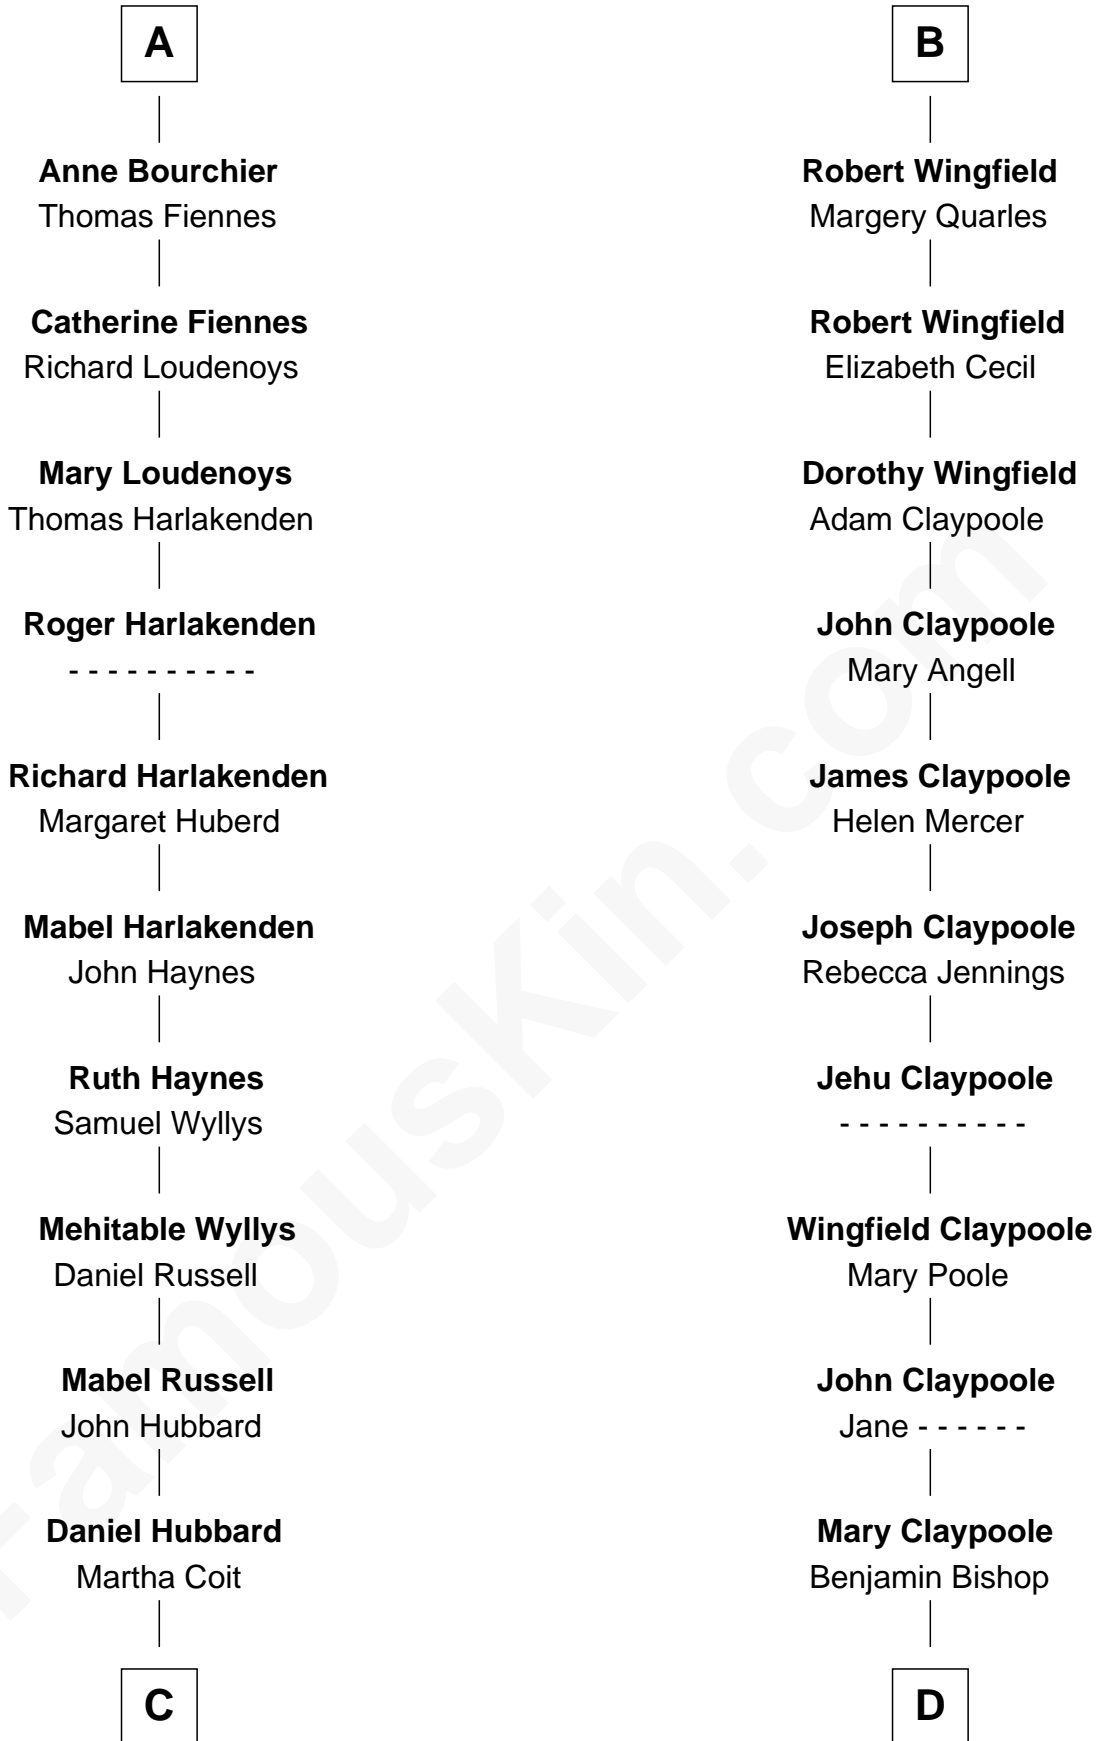 A
Anne Bourchier
Thomas Fiennes
Catherine Fiennes
Richard Loudenoys
Mary Loudenoys
Thomas Harlakenden
Roger Harlakenden
- - - - - - - - - -
Richard Harlakenden
Margaret Huberd
Mabel Harlakenden
John Haynes
Ruth Haynes
Samuel Wyllys
Mehitable Wyllys
Daniel Russell
Mabel Russell
John Hubbard
Daniel Hubbard
Martha Coit
C
B
Robert Wingfield
Margery Quarles
Robert Wingfield
Elizabeth Cecil
Dorothy Wingfield
Adam Claypoole
John Claypoole
Mary Angell
James Claypoole
Helen Mercer
Joseph Claypoole
Rebecca Jennings
Jehu Claypoole
- - - - - - - - - -
Wingfield Claypoole
Mary Poole
John Claypoole
Jane - - - - - -
Mary Claypoole
Benjamin Bishop
D
FamousKin.com